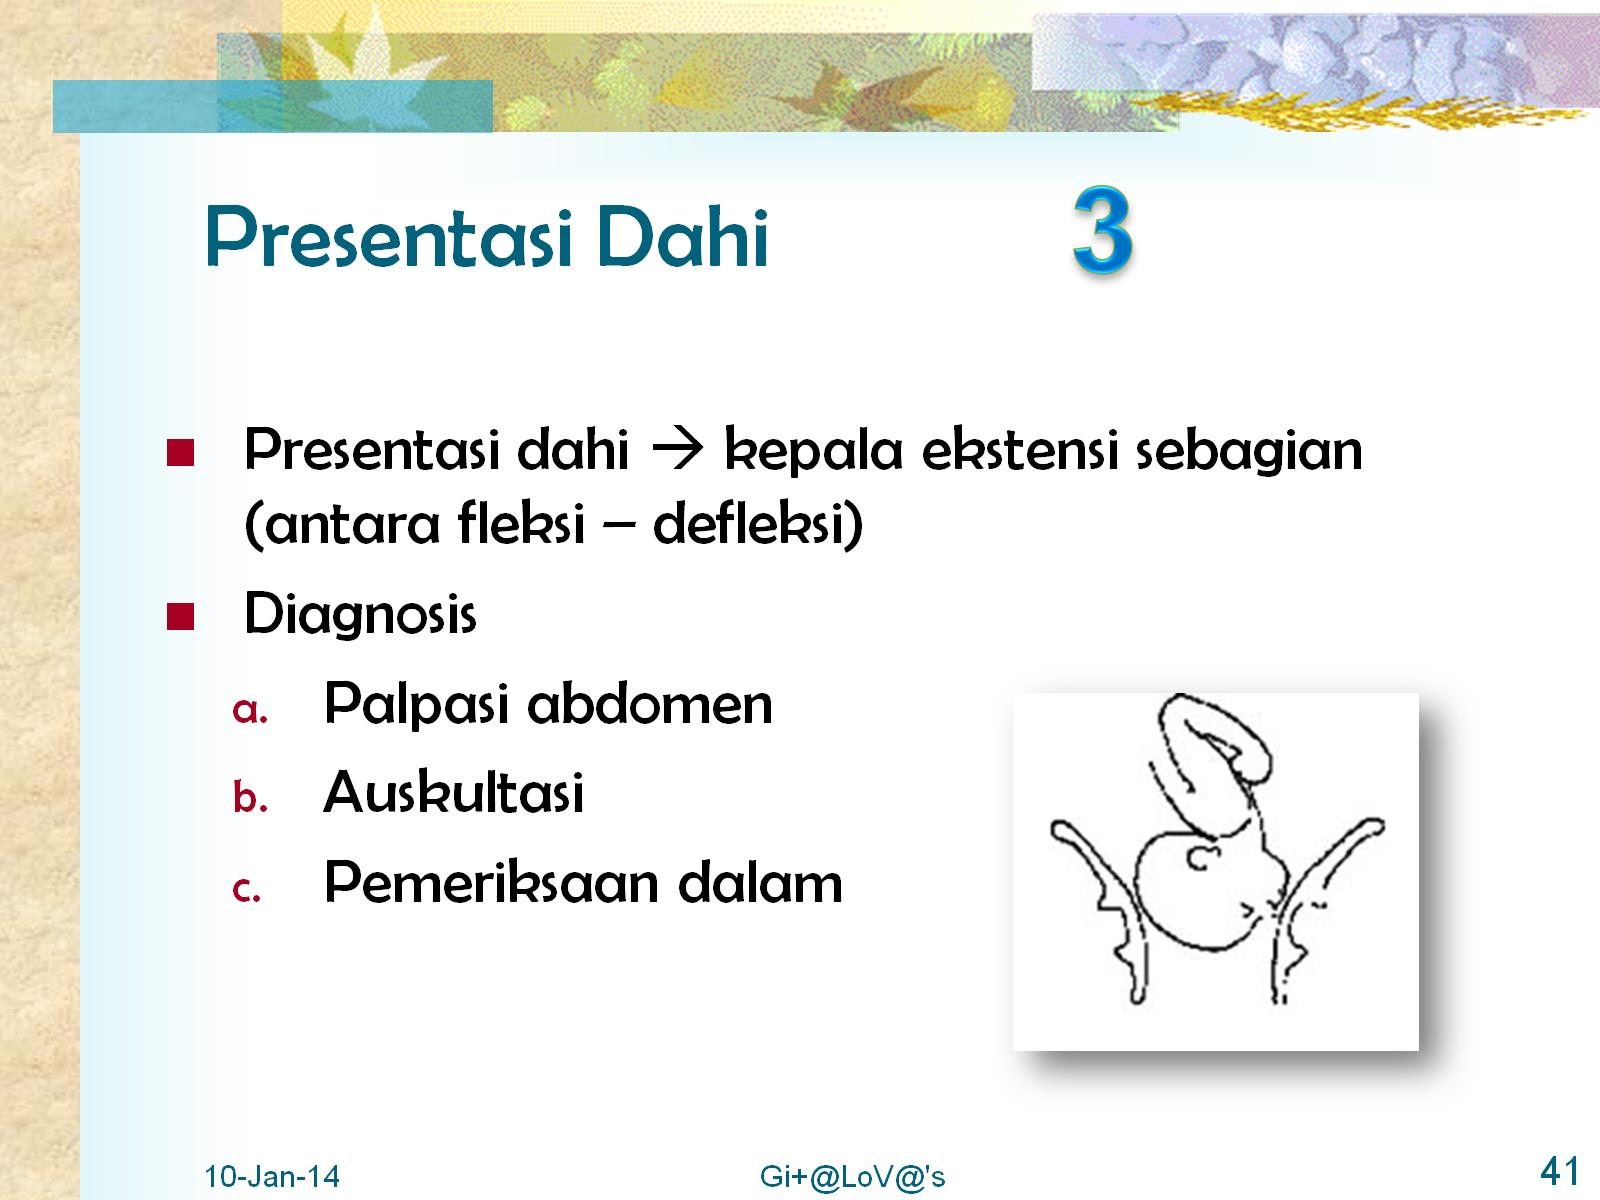 Presentasi Dahi 3
■ Presentasi dahi → kepala ekstensi sebagian
(antara fleksi – defleksi)
■ Diagnosis
a. Palpasi abdomen
b. Auskultasi
c. Pemeriksaan dalam
10-Jan-14 Gi+@LoV@'s 41